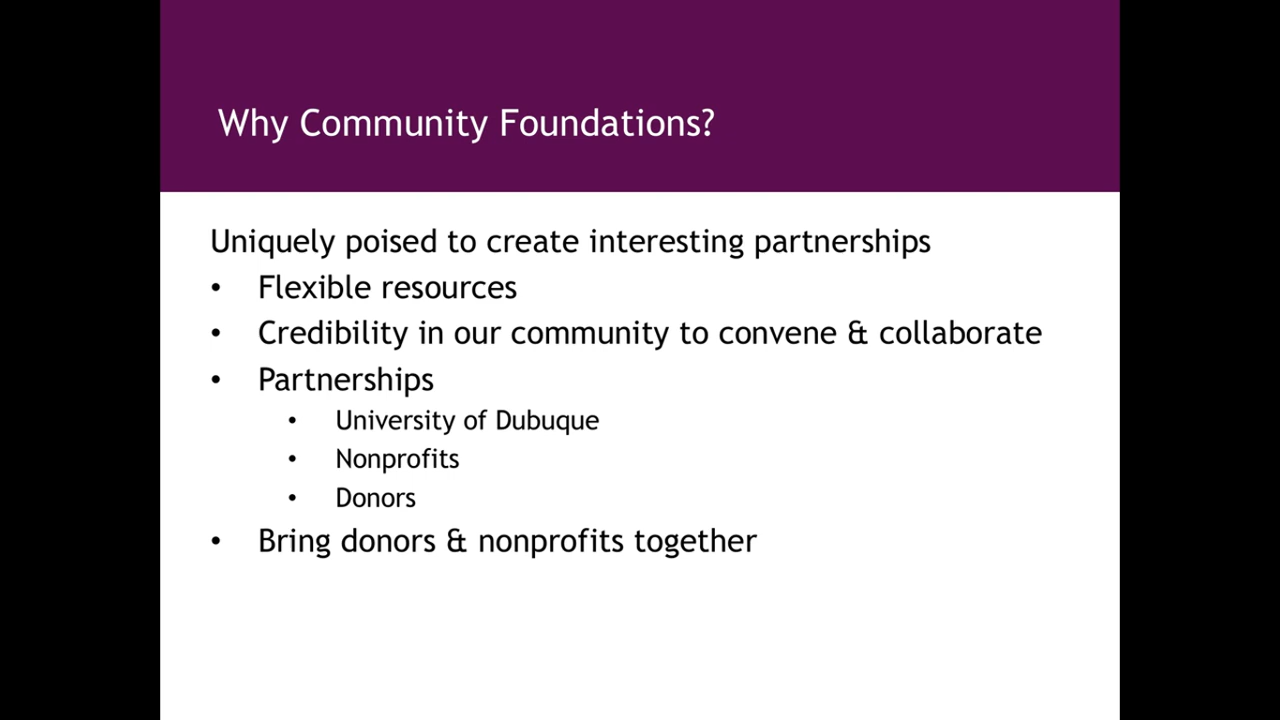 Why Community Foundations?
Uniquely poised to create interesting partnerships
• Flexible resources
• Credibility in our community to convene & collaborate
• Partnerships
• University of Dubuque
• Nonprofits
• Donors
• Bring donors & nonprofits together